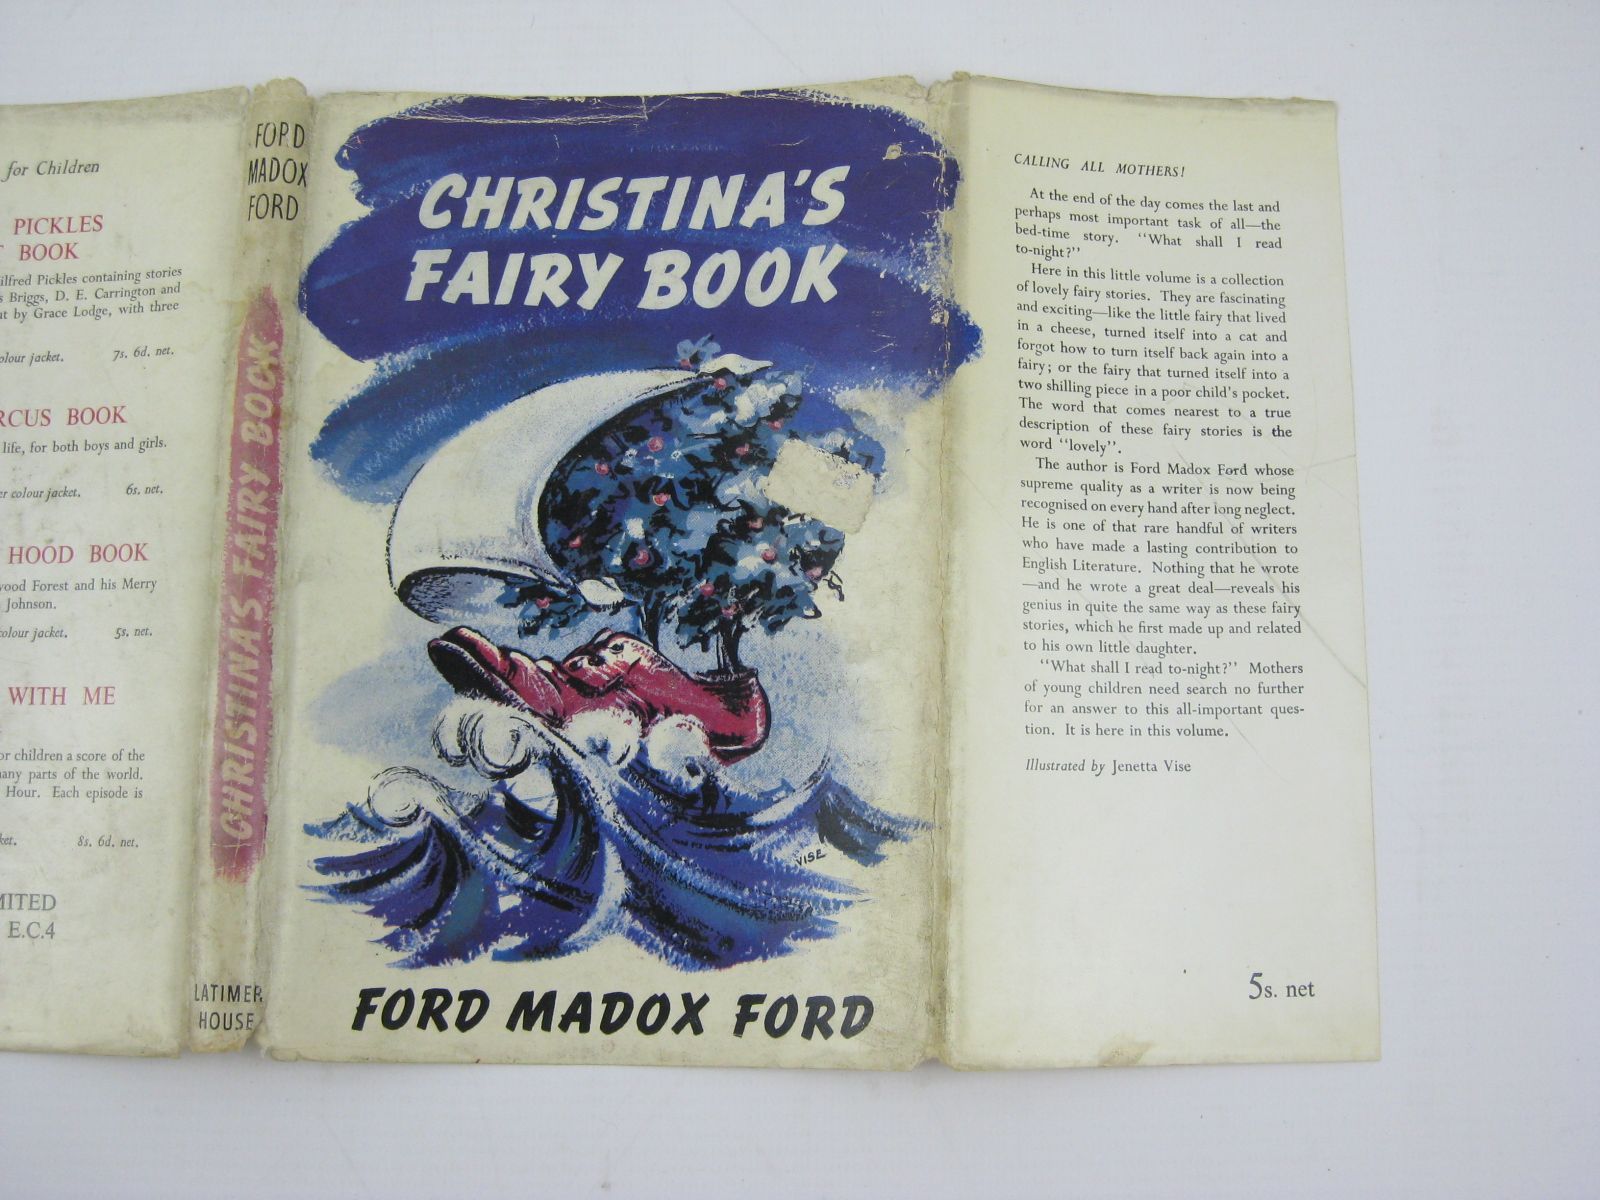 for Children
PICKLES
BOOK
Wilfred Pickles containing stories
Briggs, D. E. Carrington and
by Grace Lodge, with three
colour jacket. 7s. 6d. net.
CIRCUS BOOK
life, for both boys and girls.
colour jacket. 6s. net.
HOOD BOOK
Forest and his Merry
Johnson.
colour jacket. 5s. net.
WITH ME
for children a score of the
many parts of the world.
Hour. Each episode is
8s. 6d. net.
E.C.4
FORD
MADOX
FORD
CHRISTINA'S FAIRY BOOK
LATIMER
HOUSE
CHRISTINA'S
FAIRY BOOK
VISE
FORD MADOX FORD
CALLING ALL MOTHERS!
At the end of the day comes the last and
perhaps most important task of all—the
bed-time story. "What shall I read
to-night?"
Here in this little volume is a collection
of lovely fairy stories. They are fascinating
and exciting—like the little fairy that lived
in a cheese, turned itself into a cat and
forgot how to turn itself back again into a
fairy; or the fairy that turned itself into a
two shilling piece in a poor child's pocket.
The word that comes nearest to a true
description of these fairy stories is the
word "lovely".
The author is Ford Madox Ford whose
supreme quality as a writer is now being
recognised on every hand after long neglect.
He is one of that rare handful of writers
who have made a lasting contribution to
English Literature. Nothing that he wrote
—and he wrote a great deal—reveals his
genius in quite the same way as these fairy
stories, which he first made up and related
to his own little daughter.
"What shall I read to-night?" Mothers
of young children need search no further
for an answer to this all-important ques-
tion. It is here in this volume.
Illustrated by Jenetta Vise
5s. net